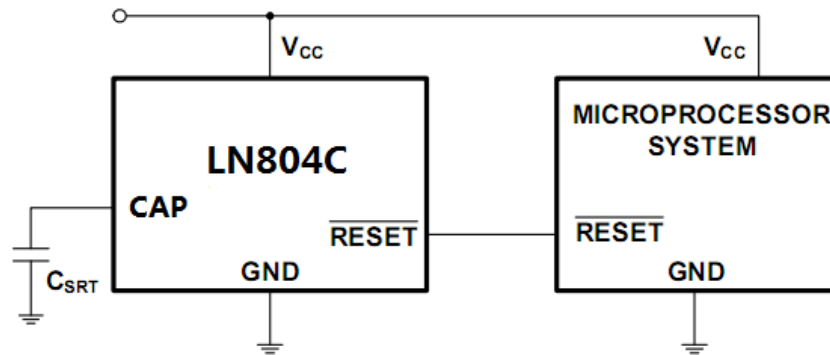 VCC
VCC
LN804C
MICROPROCESSOR
SYSTEM
CAP
RESET
RESET
CSRT
GND
GND